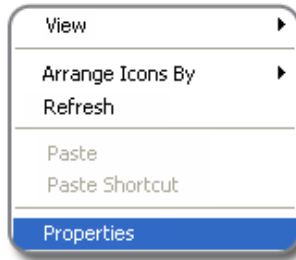 View
Arrange Icons By
Refresh
Paste
Paste Shortcut
Properties